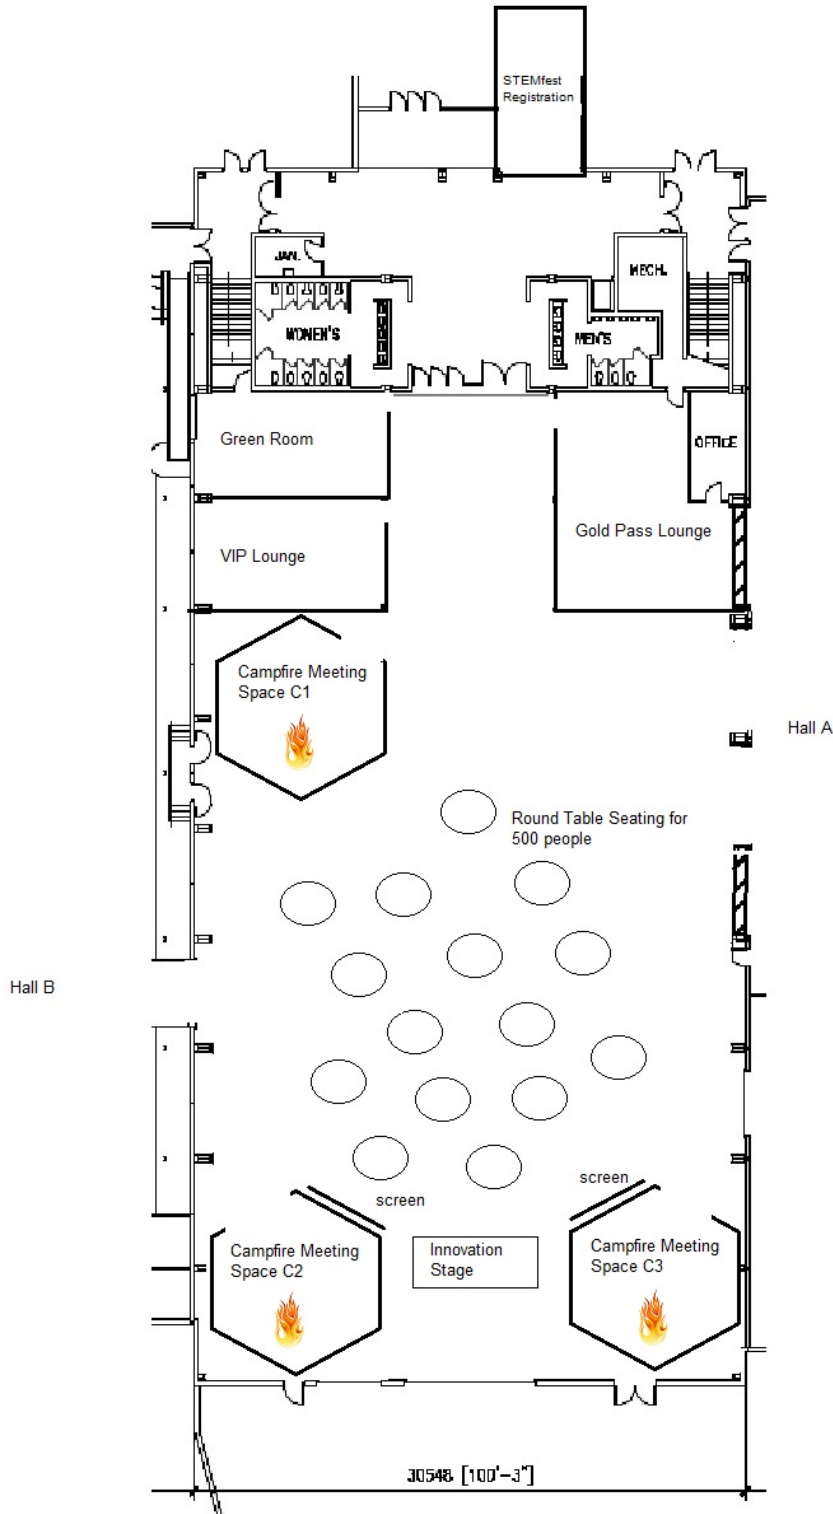 STEMfest
Registration
JAN.
MECH.
WOMEN'S
MEN'S
Green Room
OFFICE
Gold Pass Lounge
VIP Lounge
Campfire Meeting
Space C1
Hall A
Round Table Seating for
500 people
Hall B
screen
screen
Campfire Meeting
Space C2
Innovation
Stage
Campfire Meeting
Space C3
30548 [100'-3"]